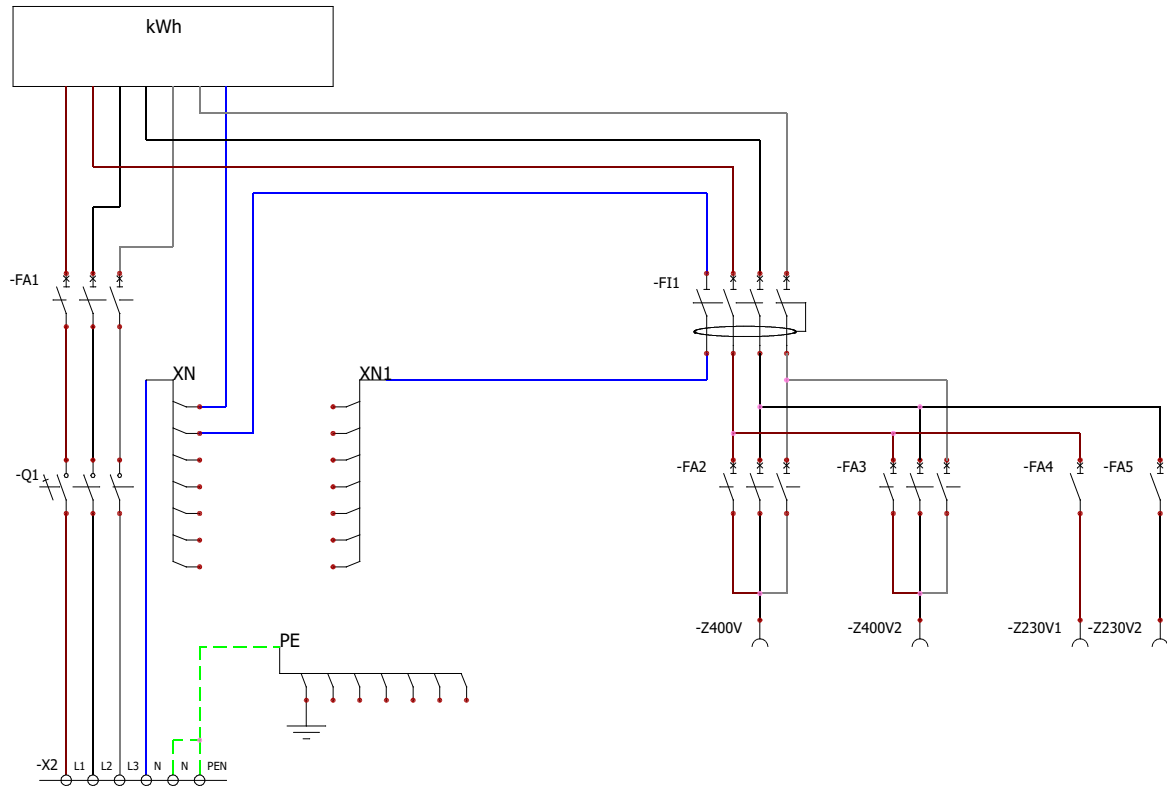 kWh
-FA1
-FI1
XN
XN1
-Q1
-FA2
-FA3
-FA4
-FA5
-Z400V
-Z400V2
-Z230V1
-Z230V2
PE
-X2
L1
L2
L3
N
N
PEN